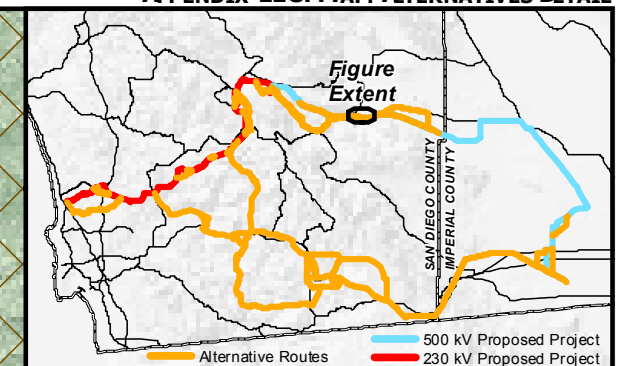 Figure
Extent
SAN DIEGO COUNTY
IMPERIAL COUNTY
500 kV Proposed Project
Alternative Routes
230 kV Proposed Project